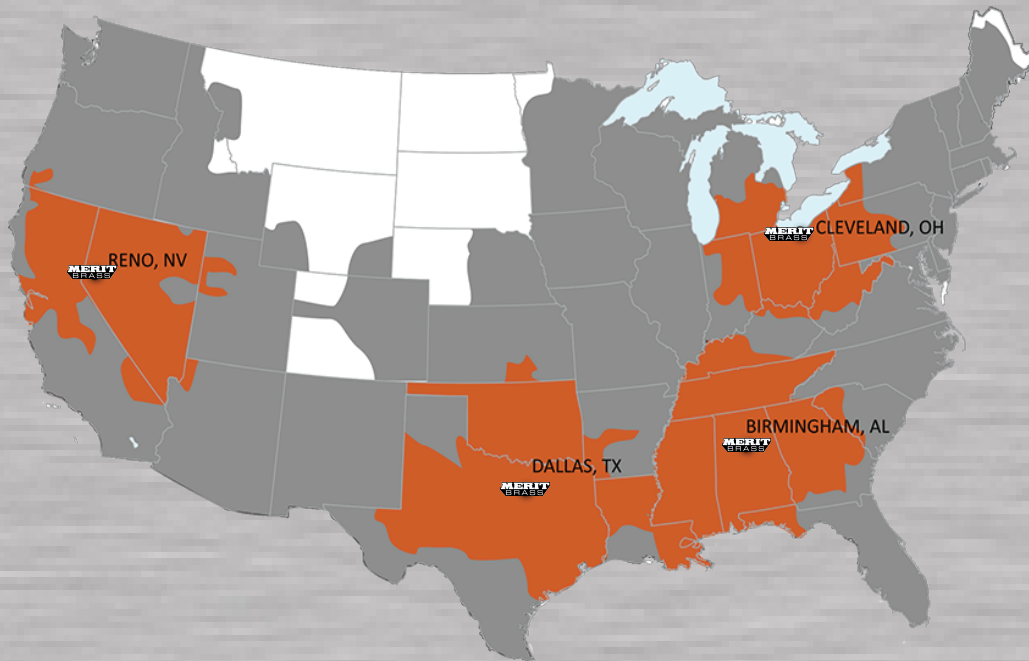 CLEVELAND, OH
MERIT
BRASS
RENO, NV
MERIT
BRASS
BIRMINGHAM, AL
MERIT
BRASS
DALLAS, TX
MERIT
BRASS